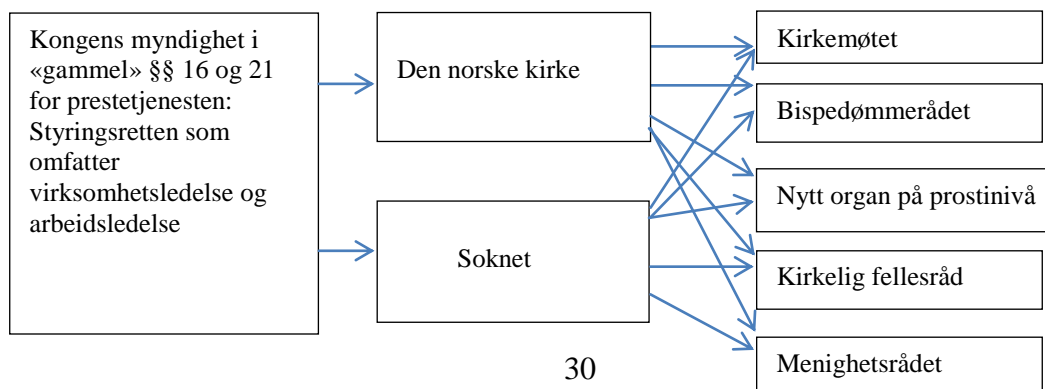 Kongens myndighet i
«gammel» §§ 16 og 21
for prestetjenesten:
Styringsretten som
omfatter
virksomhetsledelse og
arbeidsledelse
Den norske kirke
Soknet
Kirkemøtet
Bispedømmerådet
Nytt organ på prostinivå
Kirkelig fellesråd
Menighetsrådet
30